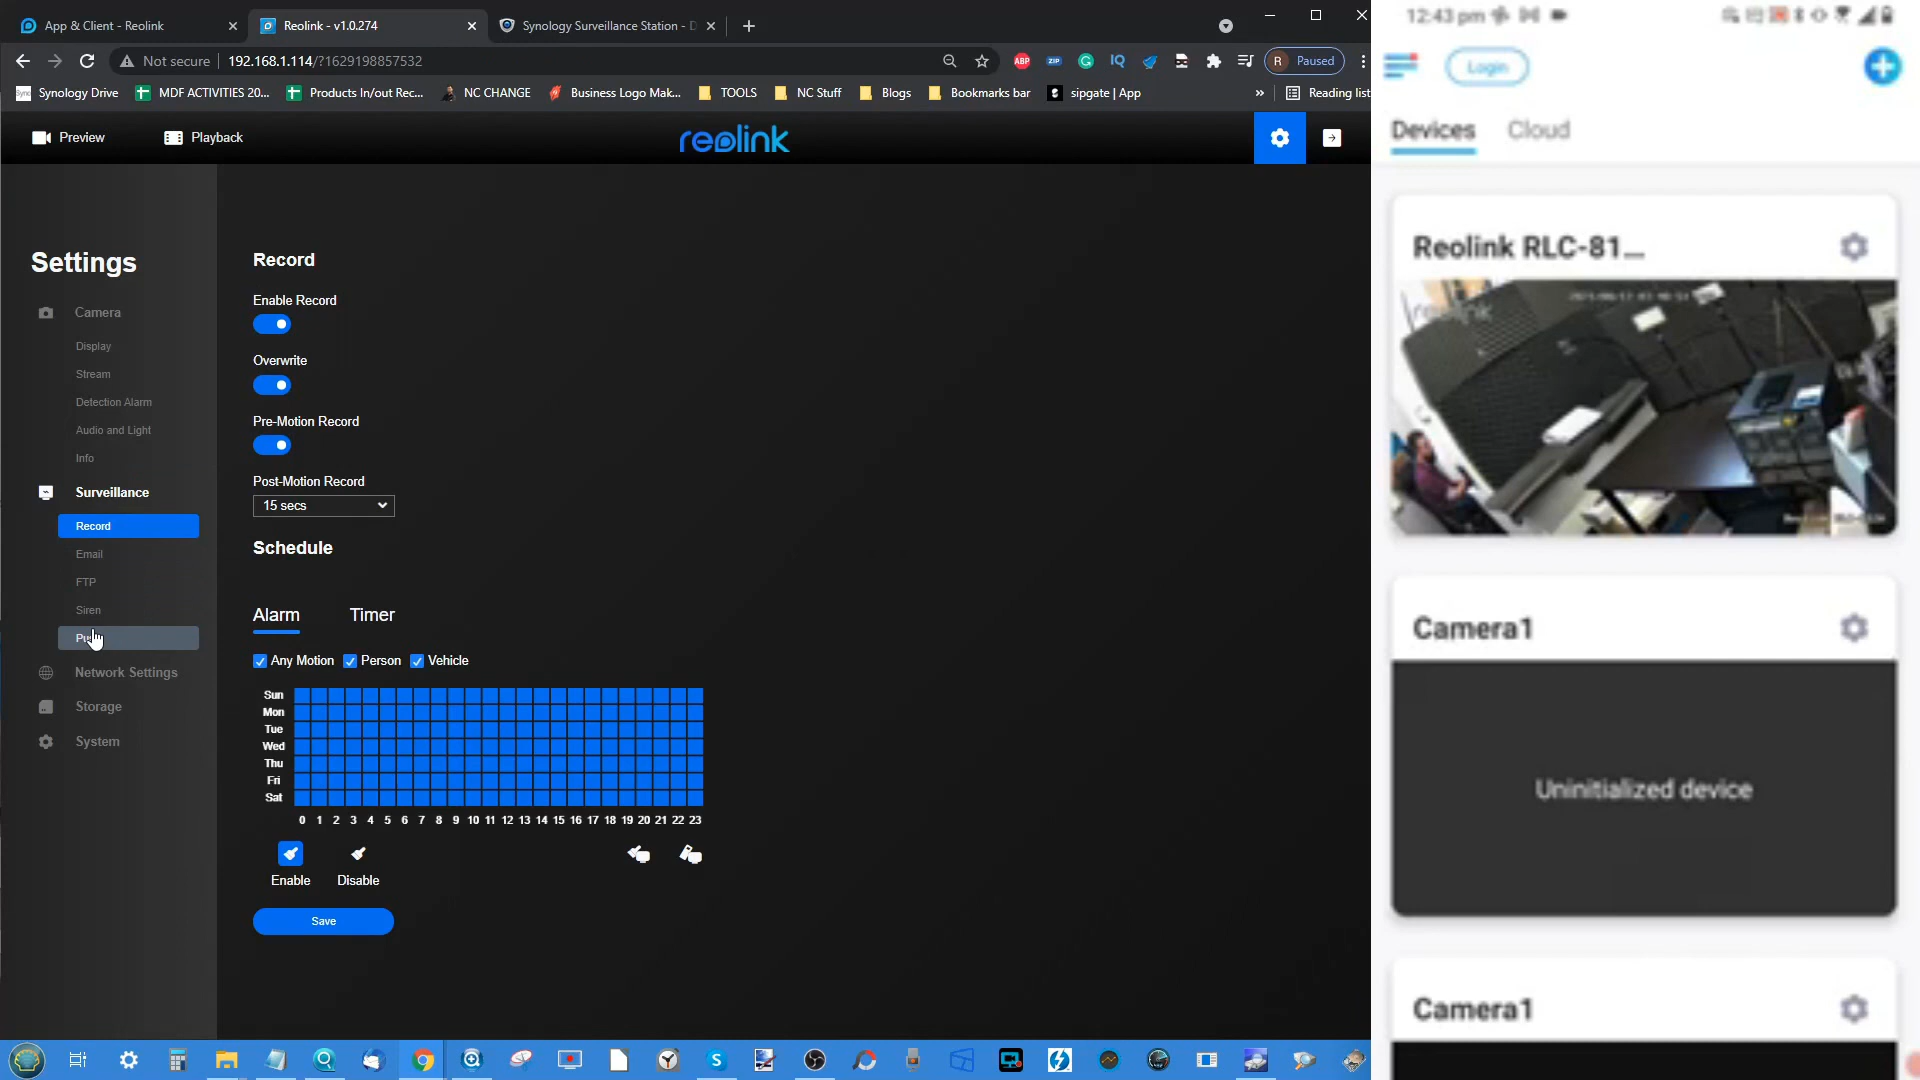 App & Client - Reolink
Reolink - v1.0.274
Synology Surveillance Station - D
Not secure
192.168.1.114/?1629198857532
ABP
ZIP
IQ
R
Paused
Synology Drive
MDF ACTIVITIES 20...
Products In/out Rec...
NC CHANGE
Business Logo Mak...
TOOLS
NC Stuff
Blogs
Bookmarks bar
sipgate | App
»
Reading list
Preview
Playback
reolink
Settings
Camera
Display
Stream
Detection Alarm
Audio and Light
Info
Surveillance
Record
Email
FTP
Siren
Network Settings
Storage
System
Record
Enable Record
Overwrite
Pre-Motion Record
Post-Motion Record
15 secs
Schedule
Alarm
Timer
Any Motion
Person
Vehicle
Sun
Mon
Tue
Wed
Thu
Fri
Sat
0 1 2 3 4 5 6 7 8 9 10 11 12 13 14 15 16 17 18 19 20 21 22 23
Enable
Disable
Save
12:43 pm
Login
Devices
Cloud
Reolink RLC-81...
reolink
Camera1
Uninitialized device
Camera1